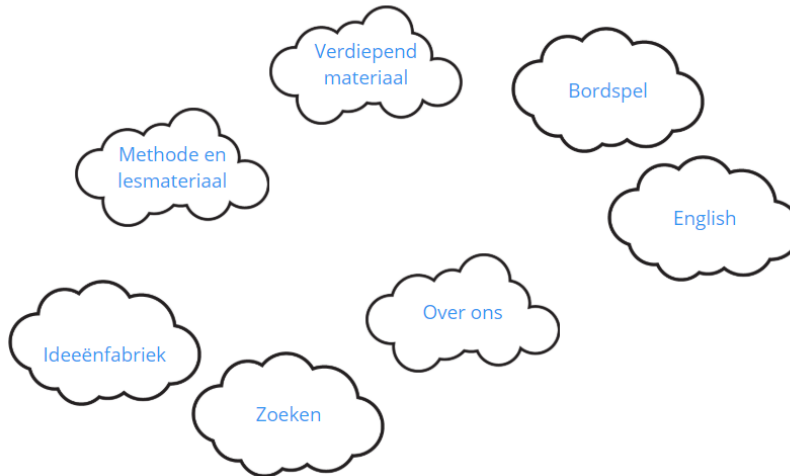 Verdiepend
materiaal
Bordspel
Methode en
lesmateriaal
English
Over ons
Ideeënfabriek
Zoeken